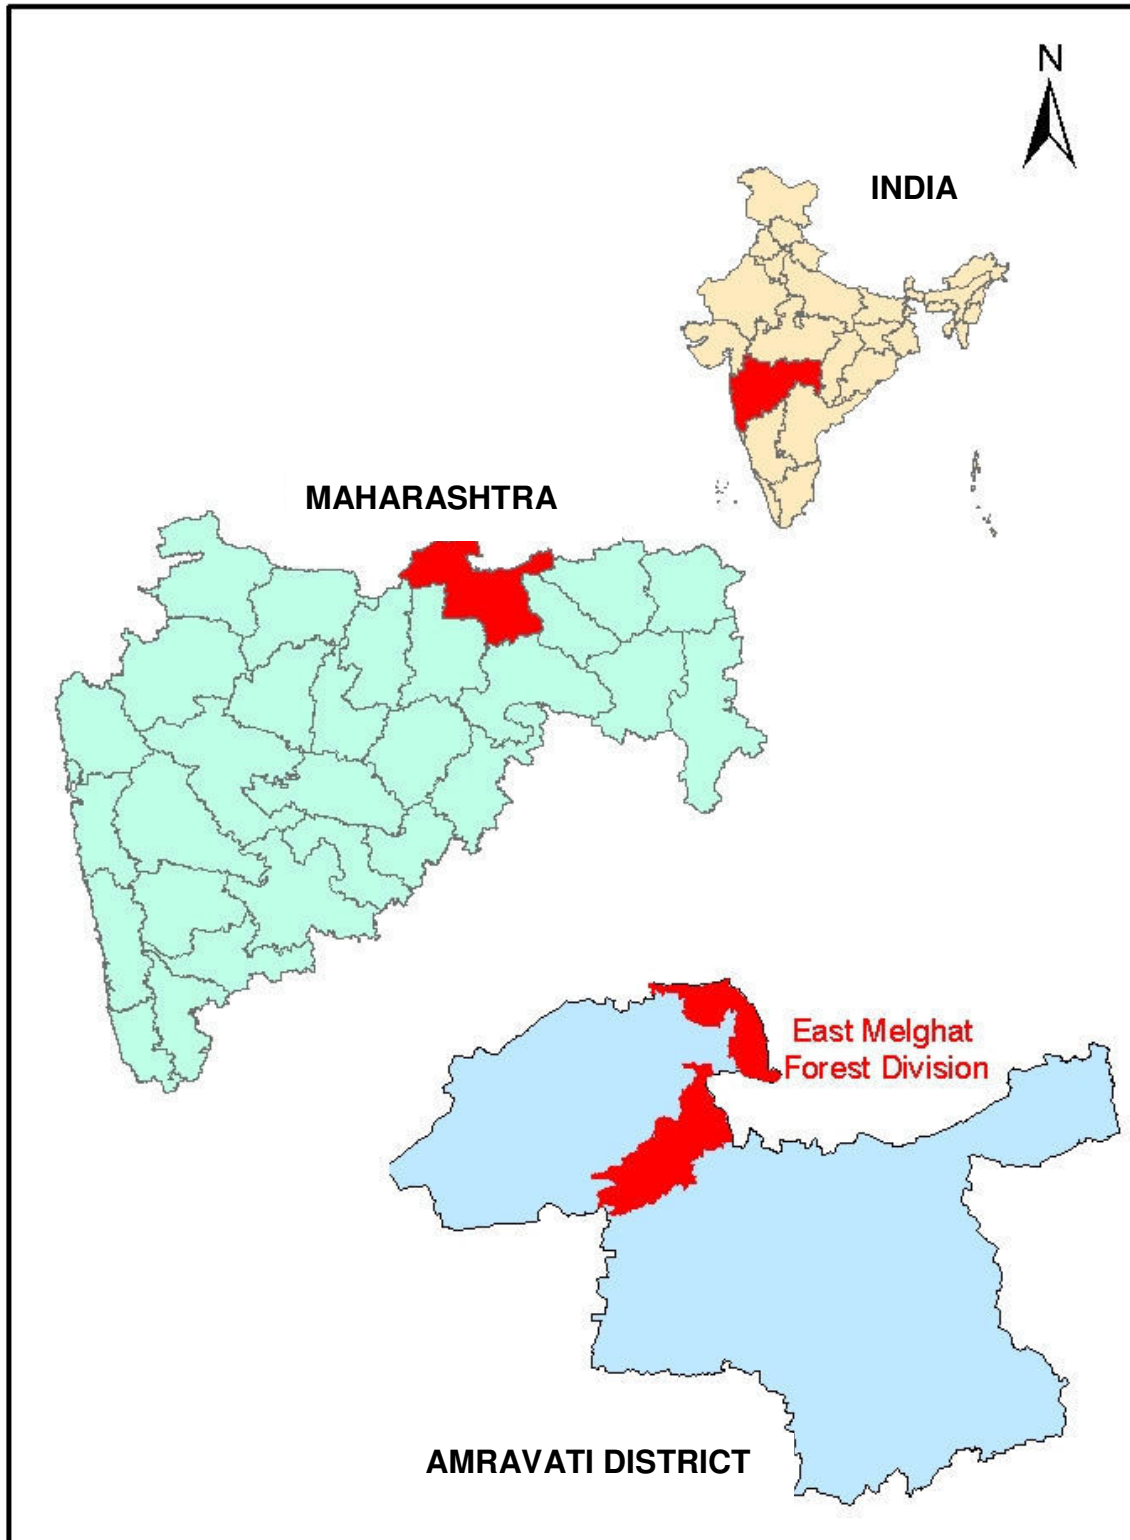 N
INDIA
MAHARASHTRA
East Melghat
Forest Division
AMRAVATI DISTRICT